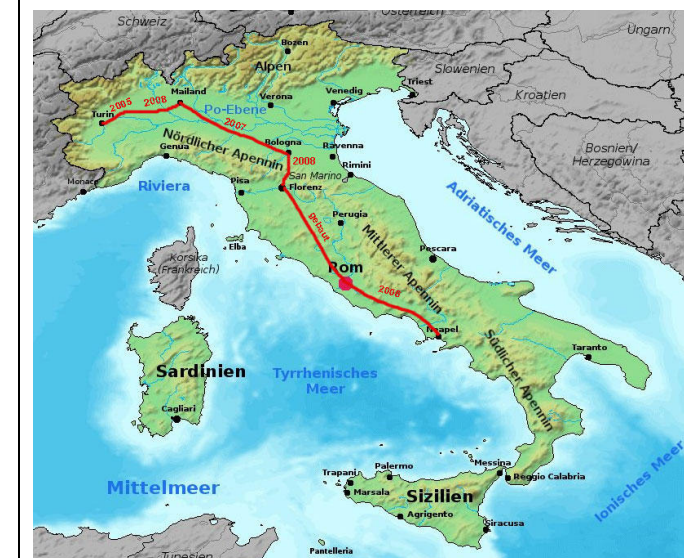 Schweiz
Österreich
Ungarn
Bozen
Alpen
Slowenien
Mailand
Triest
Verona
Venedig
2005
2008
Kroatien
Turin
Po-Ebene
2007
Nördlicher Apennin
Bologna
Ravenna
Bosnien/
Herzegowina
Genua
2008
Rimini
San Marino
Monaco
Riviera
Pisa
Florenz
Adriatisches Meer
Perugia
gebaut
Mittlerer Apennin
Elba
Pescara
Korsika
(Frankreich)
Rom
2006
Neapel
Südlicher Apennin
Taranto
Sardinien
Tyrrhenisches
Meer
Cagliari
Ionisches Meer
Messina
Palermo
Trapani
Reggio Calabria
Mittelmeer
Marsala
Sizilien
Agrigento
Siracusa
Pantelleria
Tunesien